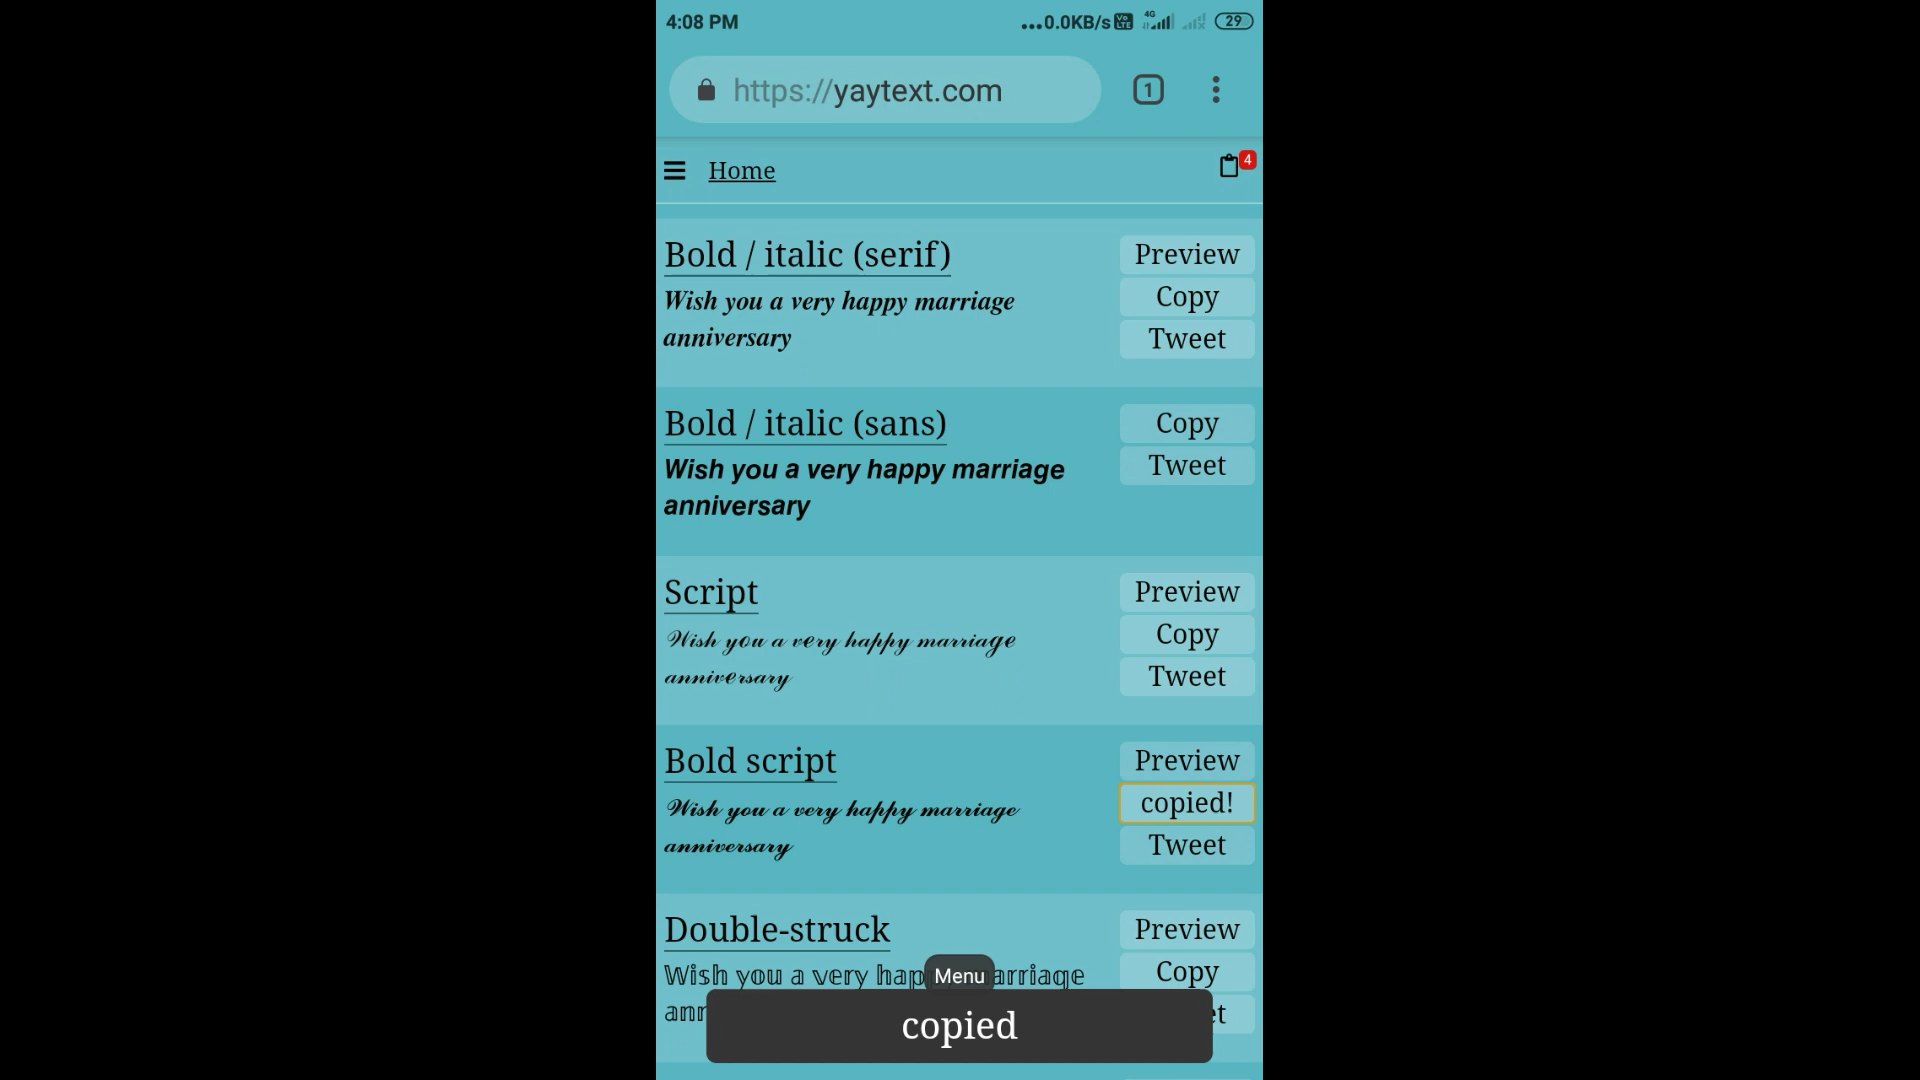 4:08 PM
...0.0KB/s Vo LTE 4G 29
https://yaytext.com 1
Home 4
Bold / italic (serif) Preview
Wish you a very happy marriage Copy
anniversary Tweet
Bold / italic (sans) Copy
Wish you a very happy marriage Tweet
anniversary
Script Preview
Wish you a very happy marriage Copy
anniversary Tweet
Bold script Preview
Wish you a very happy marriage copied!
anniversary Tweet
Double-struck Preview
Wish you a very Copy
Menu
copied